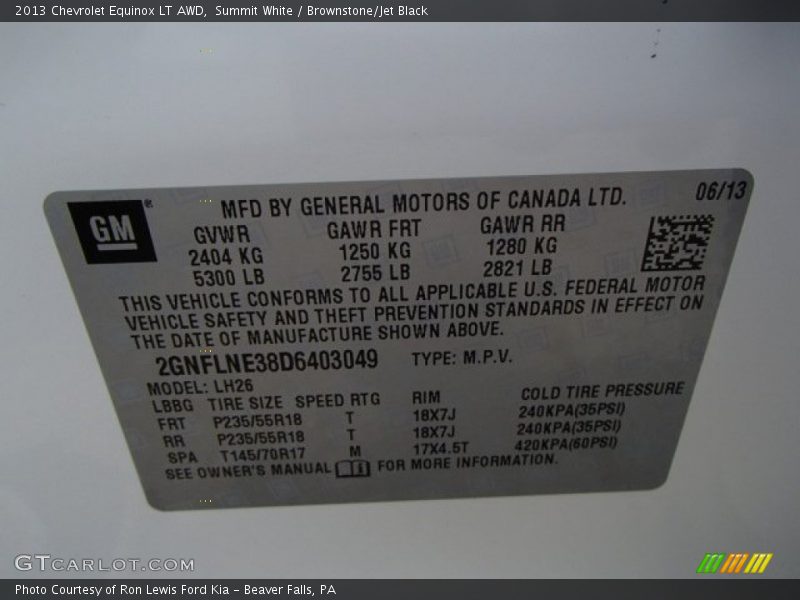 2013 Chevrolet Equinox LT AWD,  Summit White / Brownstone/Jet Black
GM®
MFD BY GENERAL MOTORS OF CANADA LTD. 06/13
GVWR GAWR FRT GAWR RR
2404 KG 1250 KG 1280 KG
5300 LB 2755 LB 2821 LB
THIS VEHICLE CONFORMS TO ALL APPLICABLE U.S. FEDERAL MOTOR
VEHICLE SAFETY AND THEFT PREVENTION STANDARDS IN EFFECT ON
THE DATE OF MANUFACTURE SHOWN ABOVE.
2GNFLNE38D6403049 TYPE: M.P.V.
MODEL: LH26
LBBG TIRE SIZE SPEED RTG RIM COLD TIRE PRESSURE
FRT P235/55R18 T 18X7J 240KPA(35PSI)
RR P235/55R18 T 18X7J 240KPA(35PSI)
SPA T145/70R17 M 17X4.5T 420KPA(60PSI)
SEE OWNER'S MANUAL FOR MORE INFORMATION.
GTCARLOT.COM
Photo Courtesy of Ron Lewis Ford Kia - Beaver Falls, PA